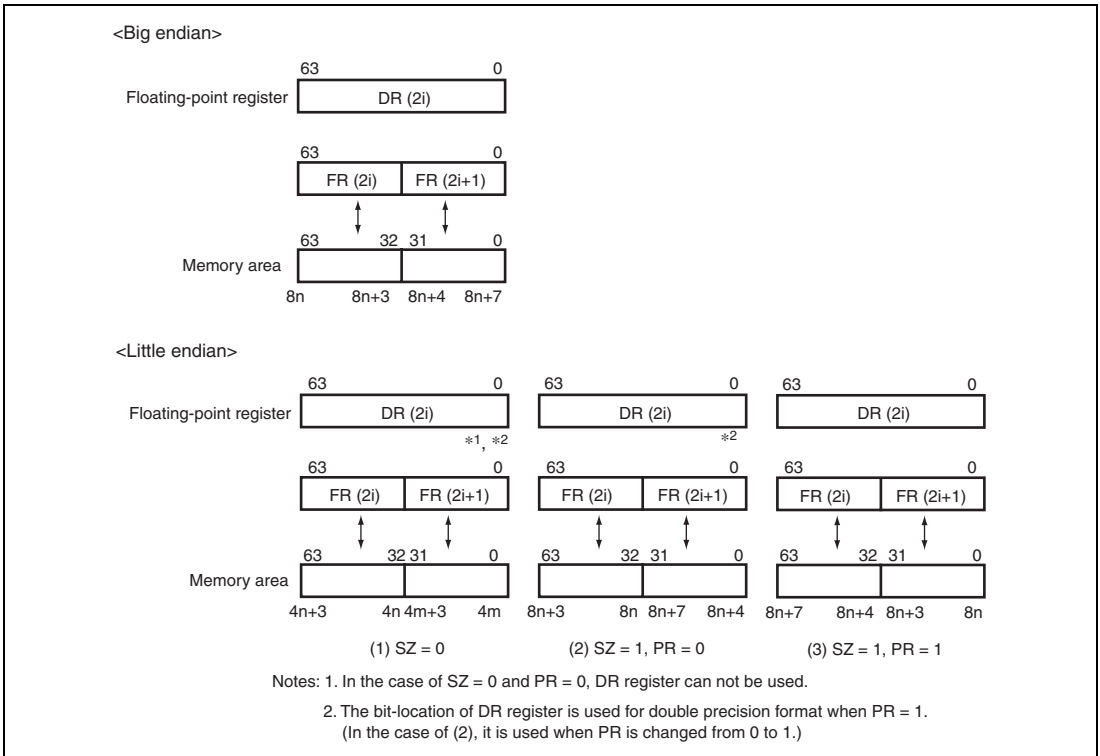 <Big endian>
63 0
Floating-point register DR (2i)
63 0
FR (2i) FR (2i+1)
63 32 31 0
Memory area
8n 8n+3 8n+4 8n+7
<Little endian>
63 0 63 0 63 0
Floating-point register DR (2i) DR (2i) DR (2i)
*1, *2 *2
63 0 63 0 63 0
FR (2i) FR (2i+1) FR (2i) FR (2i+1) FR (2i) FR (2i+1)
63 32 31 0 63 32 31 0 63 32 31 0
Memory area
4n+3 4n 4m+3 4m 8n+3 8n 8n+7 8n+4 8n+7 8n+4 8n+3 8n
(1) SZ = 0 (2) SZ = 1, PR = 0 (3) SZ = 1, PR = 1
Notes: 1. In the case of SZ = 0 and PR = 0, DR register can not be used.
2. The bit-location of DR register is used for double precision format when PR = 1.
(In the case of (2), it is used when PR is changed from 0 to 1.)